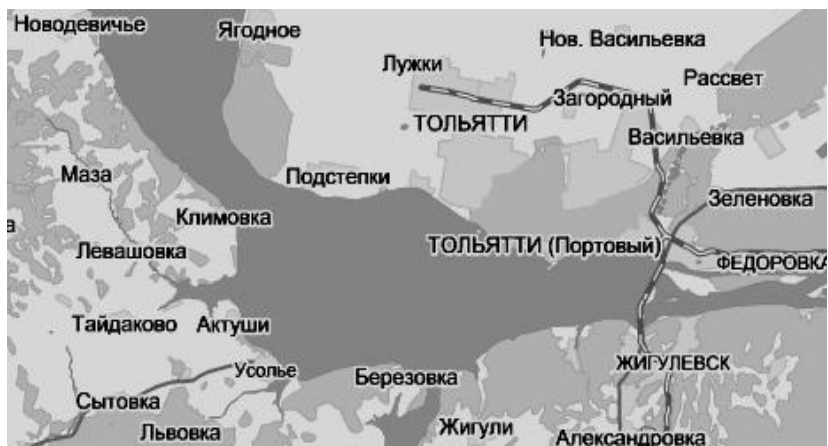 Новодевичье
Ягодное
Нов. Васильевка
Лужки
Рассвет
Загородный
ТОЛЬЯТТИ
Васильевка
Маза
Подстепки
Зеленовка
Климовка
а
Левашовка
ТОЛЬЯТТИ (Портовый)
ФЕДОРОВКА
Тайдаково
Актуши
Усолье
Березовка
ЖИГУЛЕВСК
Сытовка
Львовка
Жигули
Александровка